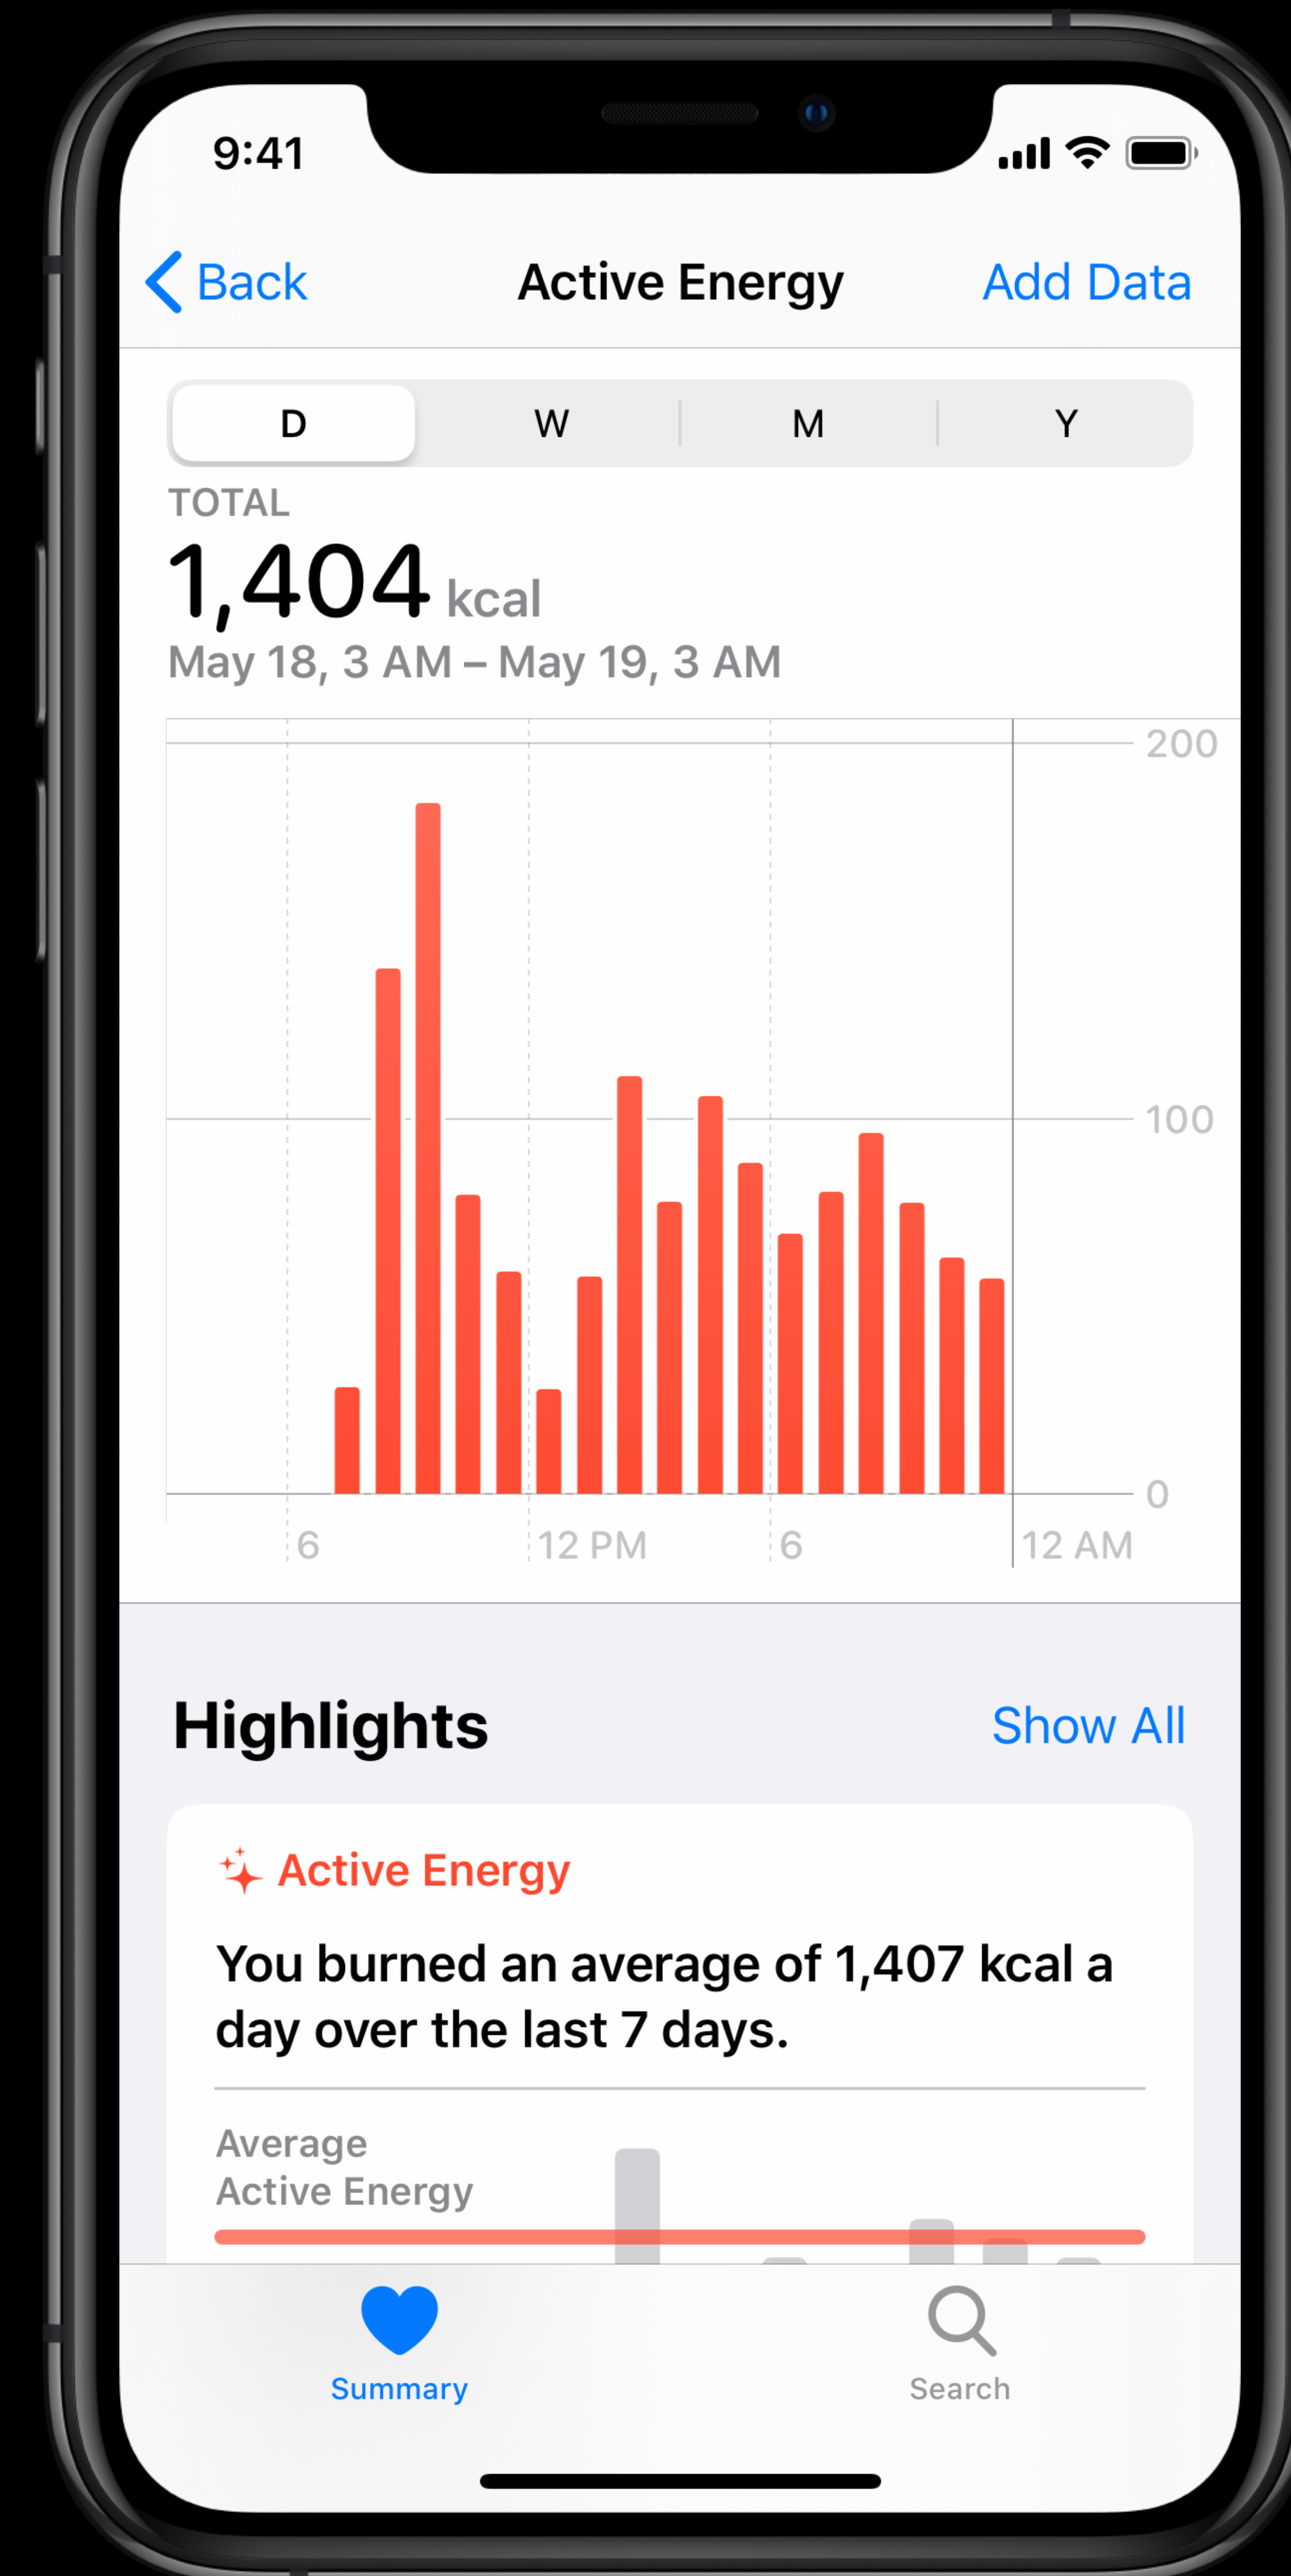 9:41
Back Active Energy Add Data
D W M Y
TOTAL
1,404 kcal
May 18, 3 AM – May 19, 3 AM
200
100
0
6 12 PM 6 12 AM
Highlights Show All
Active Energy
You burned an average of 1,407 kcal a
day over the last 7 days.
Average
Active Energy
Summary Search